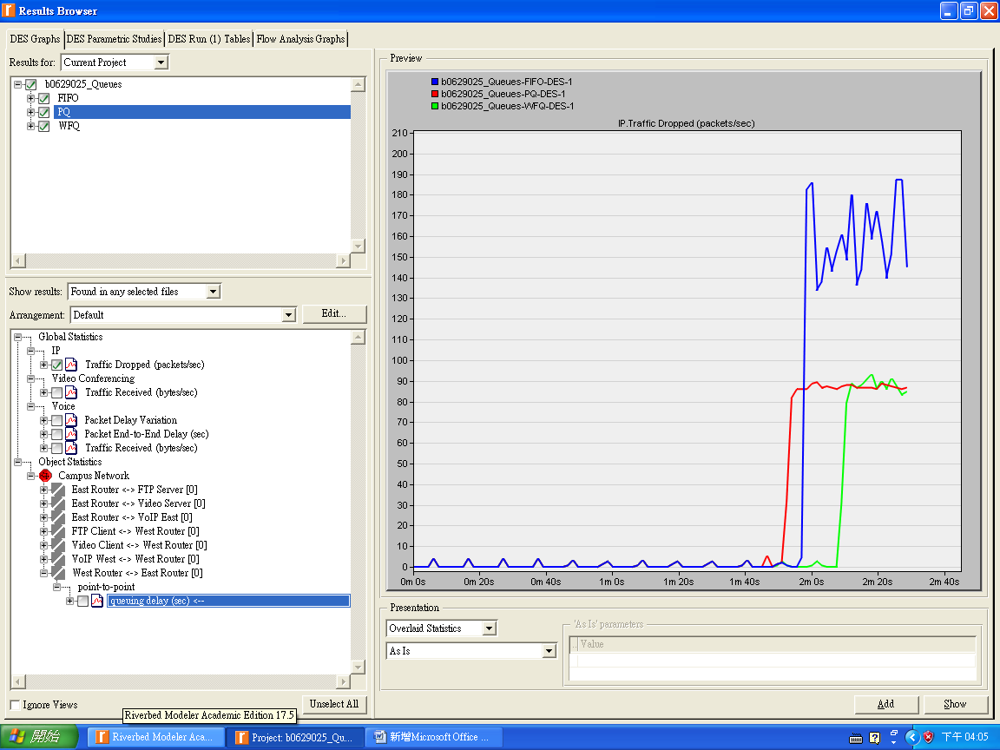 Results Browser
DES Graphs
DES Parametric Studies
DES Run (1) Tables
Flow Analysis Graphs
Results for:
Current Project
b0629025_Queues
FIFO
PQ
WFQ
Show results:
Found in any selected files
Arrangement:
Default
Edit...
Global Statistics
IP
Traffic Dropped (packets/sec)
Video Conferencing
Traffic Received (bytes/sec)
Voice
Packet Delay Variation
Packet End-to-End Delay (sec)
Traffic Received (bytes/sec)
Object Statistics
Campus Network
East Router <-> FTP Server [0]
East Router <-> Video Server [0]
East Router <-> VoIP East [0]
FTP Client <-> West Router [0]
Video Client <-> West Router [0]
VoIP West <-> West Router [0]
West Router <-> East Router [0]
point-to-point
queuing delay (sec) <--
Ignore Views
Unselect All
Riverbed Modeler Academic Edition 17.5
Preview
b0629025_Queues-FIFO-DES-1
b0629025_Queues-PQ-DES-1
b0629025_Queues-WFQ-DES-1
IP.Traffic Dropped (packets/sec)
210
200
190
180
170
160
150
140
130
120
110
100
90
80
70
60
50
40
30
20
10
0
0m 0s
0m 20s
0m 40s
1m 0s
1m 20s
1m 40s
2m 0s
2m 20s
2m 40s
Presentation
Overlaid Statistics
As Is
'As Is' parameters
.. Value
Add
Show
開始
Riverbed Modeler Aca...
Project: b0629025_Qu...
新增Microsoft Office ...
下午 04:05